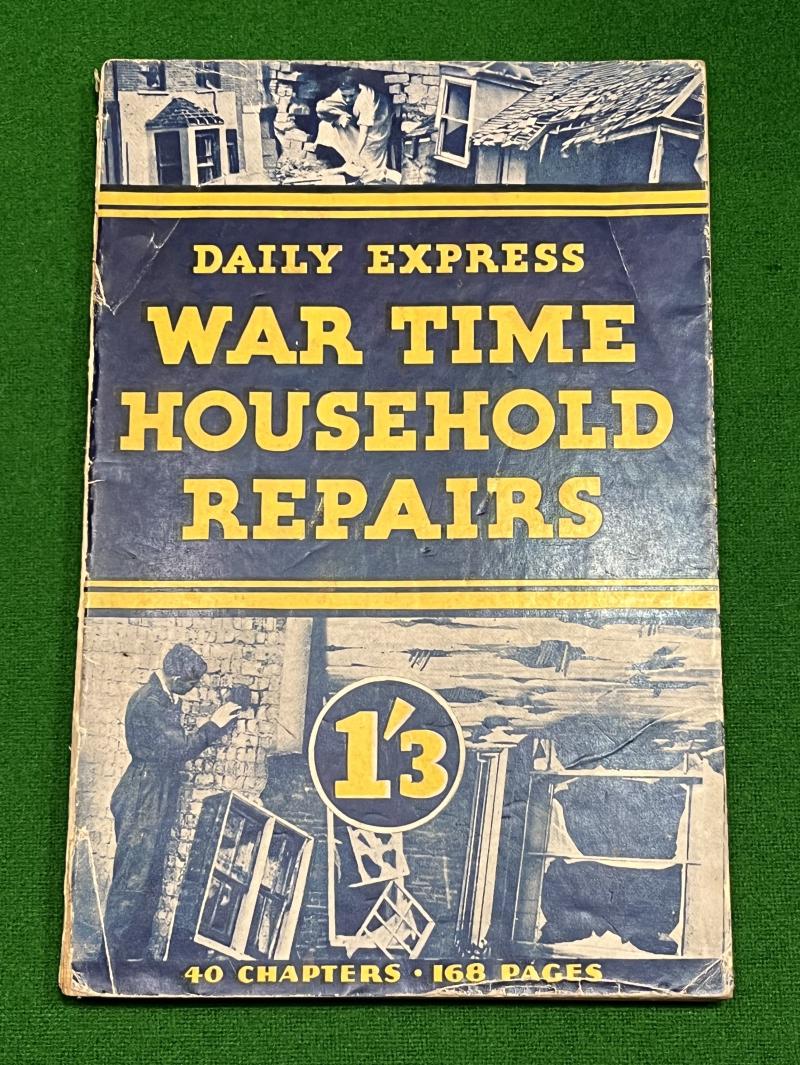 DAILY EXPRESS
WAR TIME
HOUSEHOLD
REPAIRS
1'3
40 CHAPTERS · 168 PAGES